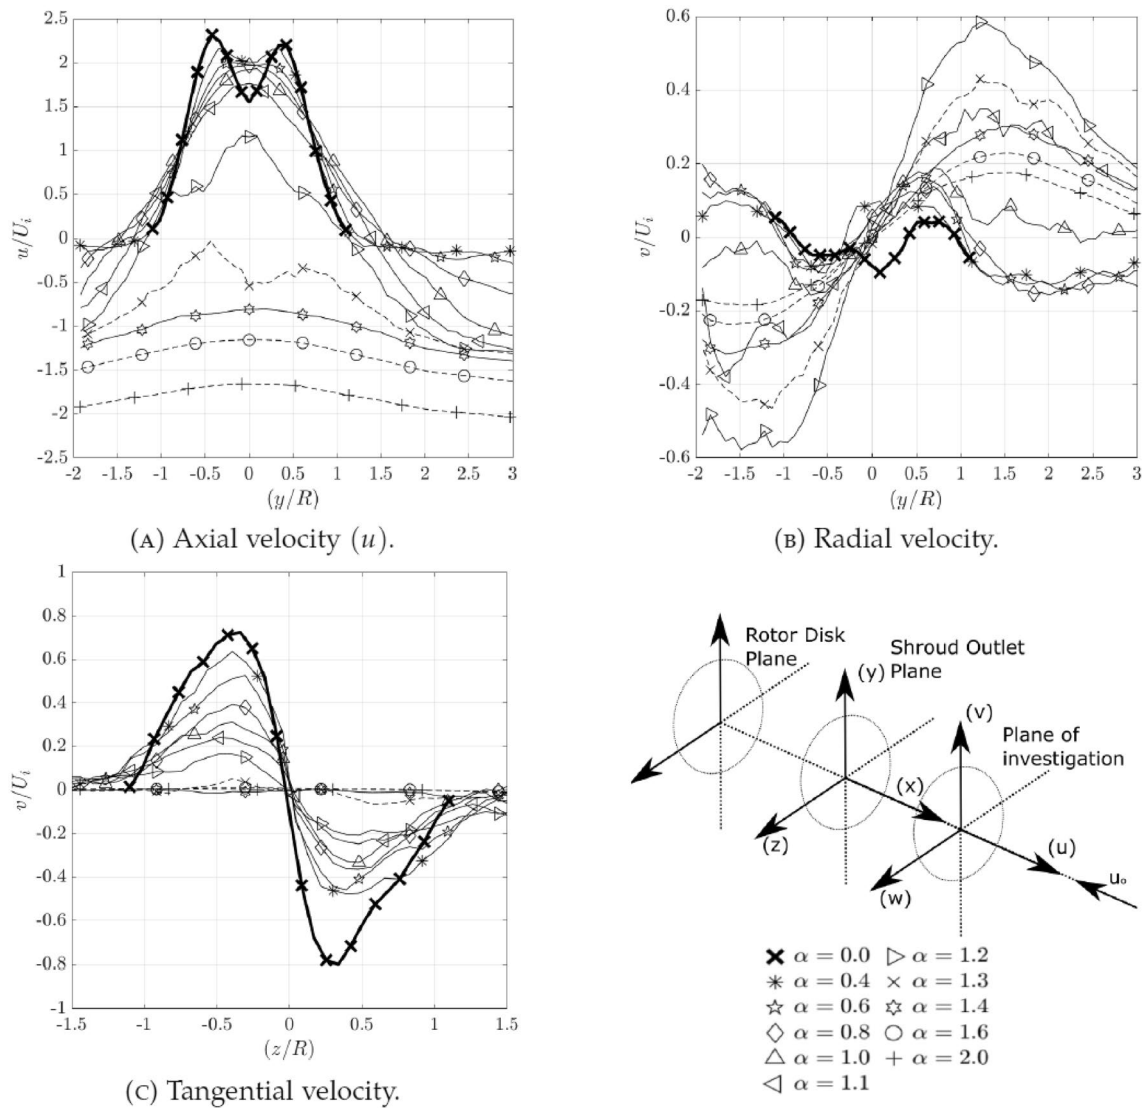 2.5
2
1.5
1
0.5
0
-0.5
-1
-1.5
-2
-2.5
u/U_i
-2 -1.5 -1 -0.5 0 0.5 1 1.5 2 2.5 3
(y/R)
(A) Axial velocity (u).
0.6
0.4
0.2
0
-0.2
-0.4
-0.6
v/U_i
-2 -1.5 -1 -0.5 0 0.5 1 1.5 2 2.5 3
(y/R)
(B) Radial velocity.
1
0.8
0.6
0.4
0.2
0
-0.2
-0.4
-0.6
-0.8
-1
v/U_i
-1.5 -1 -0.5 0 0.5 1 1.5
(z/R)
(C) Tangential velocity.
Rotor Disk
Plane
Shroud Outlet
Plane
(y)
(v)
Plane of
investigation
(x)
(z)
(u)
(w)
u₀
α = 0.0 α = 1.2
α = 0.4 α = 1.3
α = 0.6 α = 1.4
α = 0.8 α = 1.6
α = 1.0 α = 2.0
α = 1.1